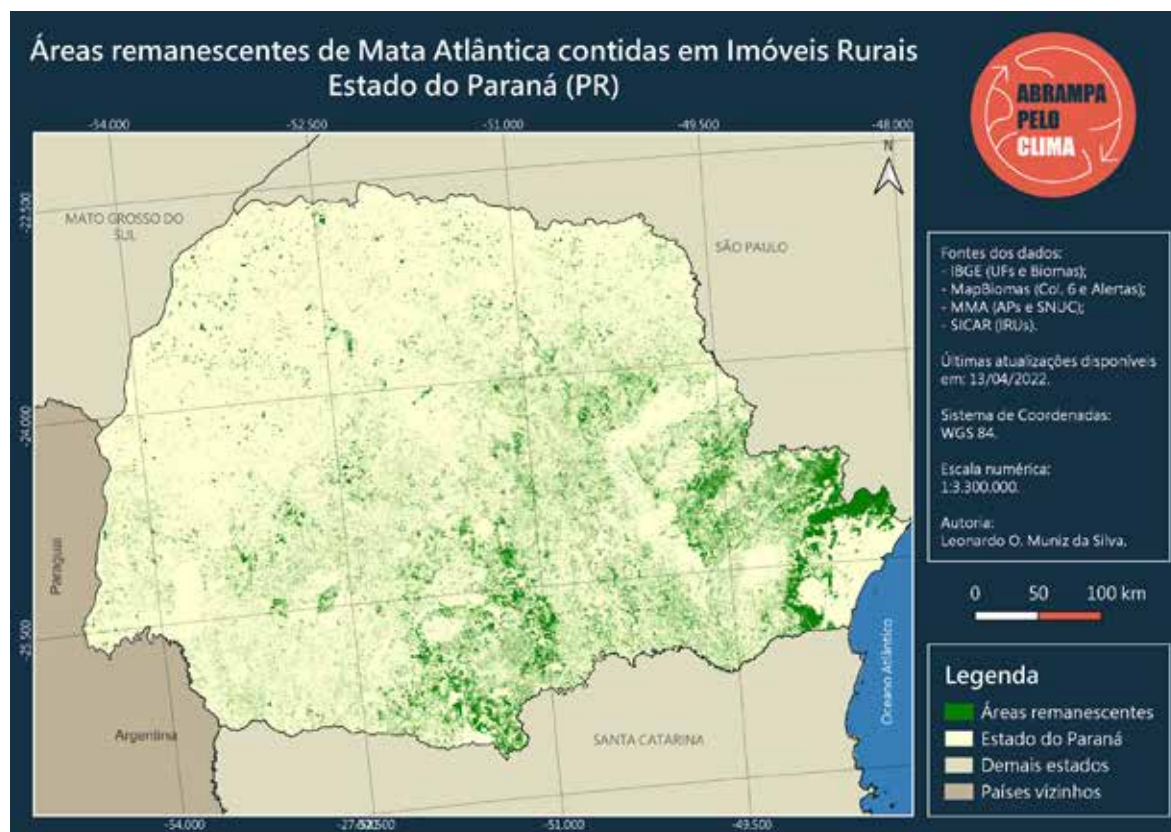 Áreas remanescentes de Mata Atlântica contidas em Imóveis Rurais
Estado do Paraná (PR)
ABRAMPA
PELO
CLIMA
-54.000
-52.500
-51.000
-49.500
-48.000
N
-22.500
MATO GROSSO DO
SUL
SÃO PAULO
Fontes dos dados:
- IBGE (UFs e Biomas);
- MapBiomas (Col. 6 e Alertas);
- MMA (APs e SNUC);
- SICAR (IRUs).
Últimas atualizações disponíveis
em: 13/04/2022.
Sistema de Coordenadas:
WGS 84.
Escala numérica:
1:3.300.000.
Autoria:
Leonardo O. Muniz da Silva.
-24.000
Paraguai
0 50 100 km
-25.500
Oceano Atlântico
Argentina
SANTA CATARINA
Legenda
Áreas remanescentes
Estado do Paraná
Demais estados
Países vizinhos
-54.000
-51.000
-49.500